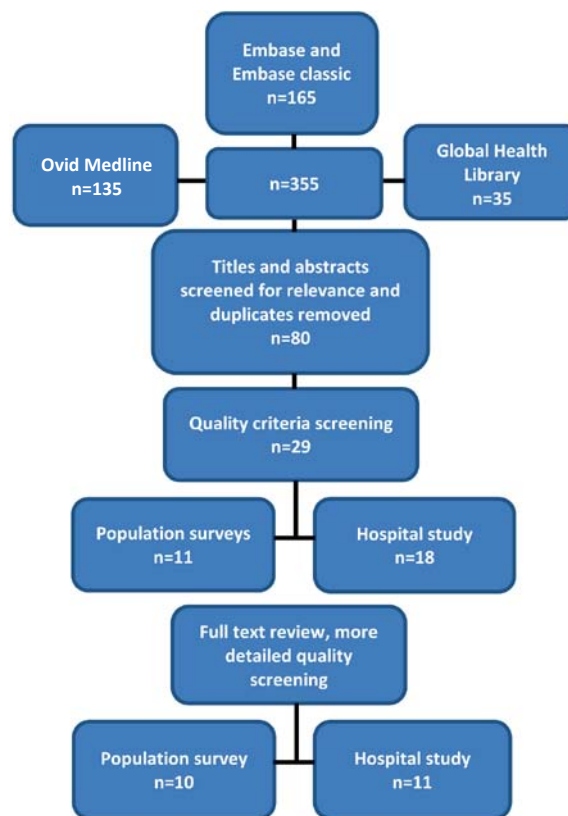 Embase and
Embase classic
n=165
Ovid Medline
n=135
n=355
Global Health
Library
n=35
Titles and abstracts
screened for relevance and
duplicates removed
n=80
Quality criteria screening
n=29
Population surveys
n=11
Hospital study
n=18
Full text review, more
detailed quality
screening
Population survey
n=10
Hospital study
n=11